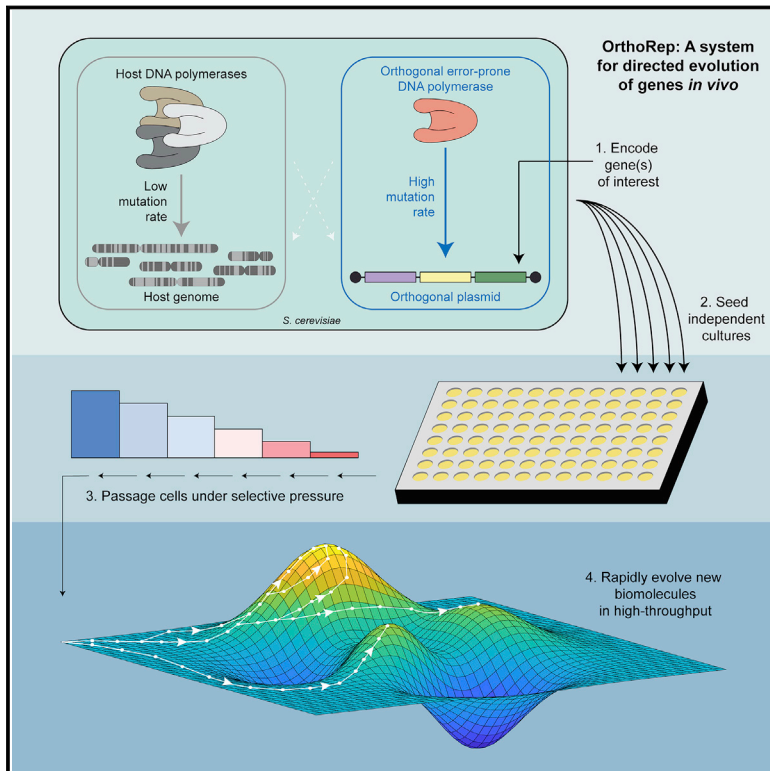 OrthoRep: A system
for directed evolution
of genes in vivo
Host DNA polymerases
Orthogonal error-prone
DNA polymerase
1. Encode
gene(s)
of interest
Low
mutation
rate
High
mutation
rate
Host genome
Orthogonal plasmid
S. cerevisiae
2. Seed
independent
cultures
3. Passage cells under selective pressure
4. Rapidly evolve new
biomolecules
in high-throughput